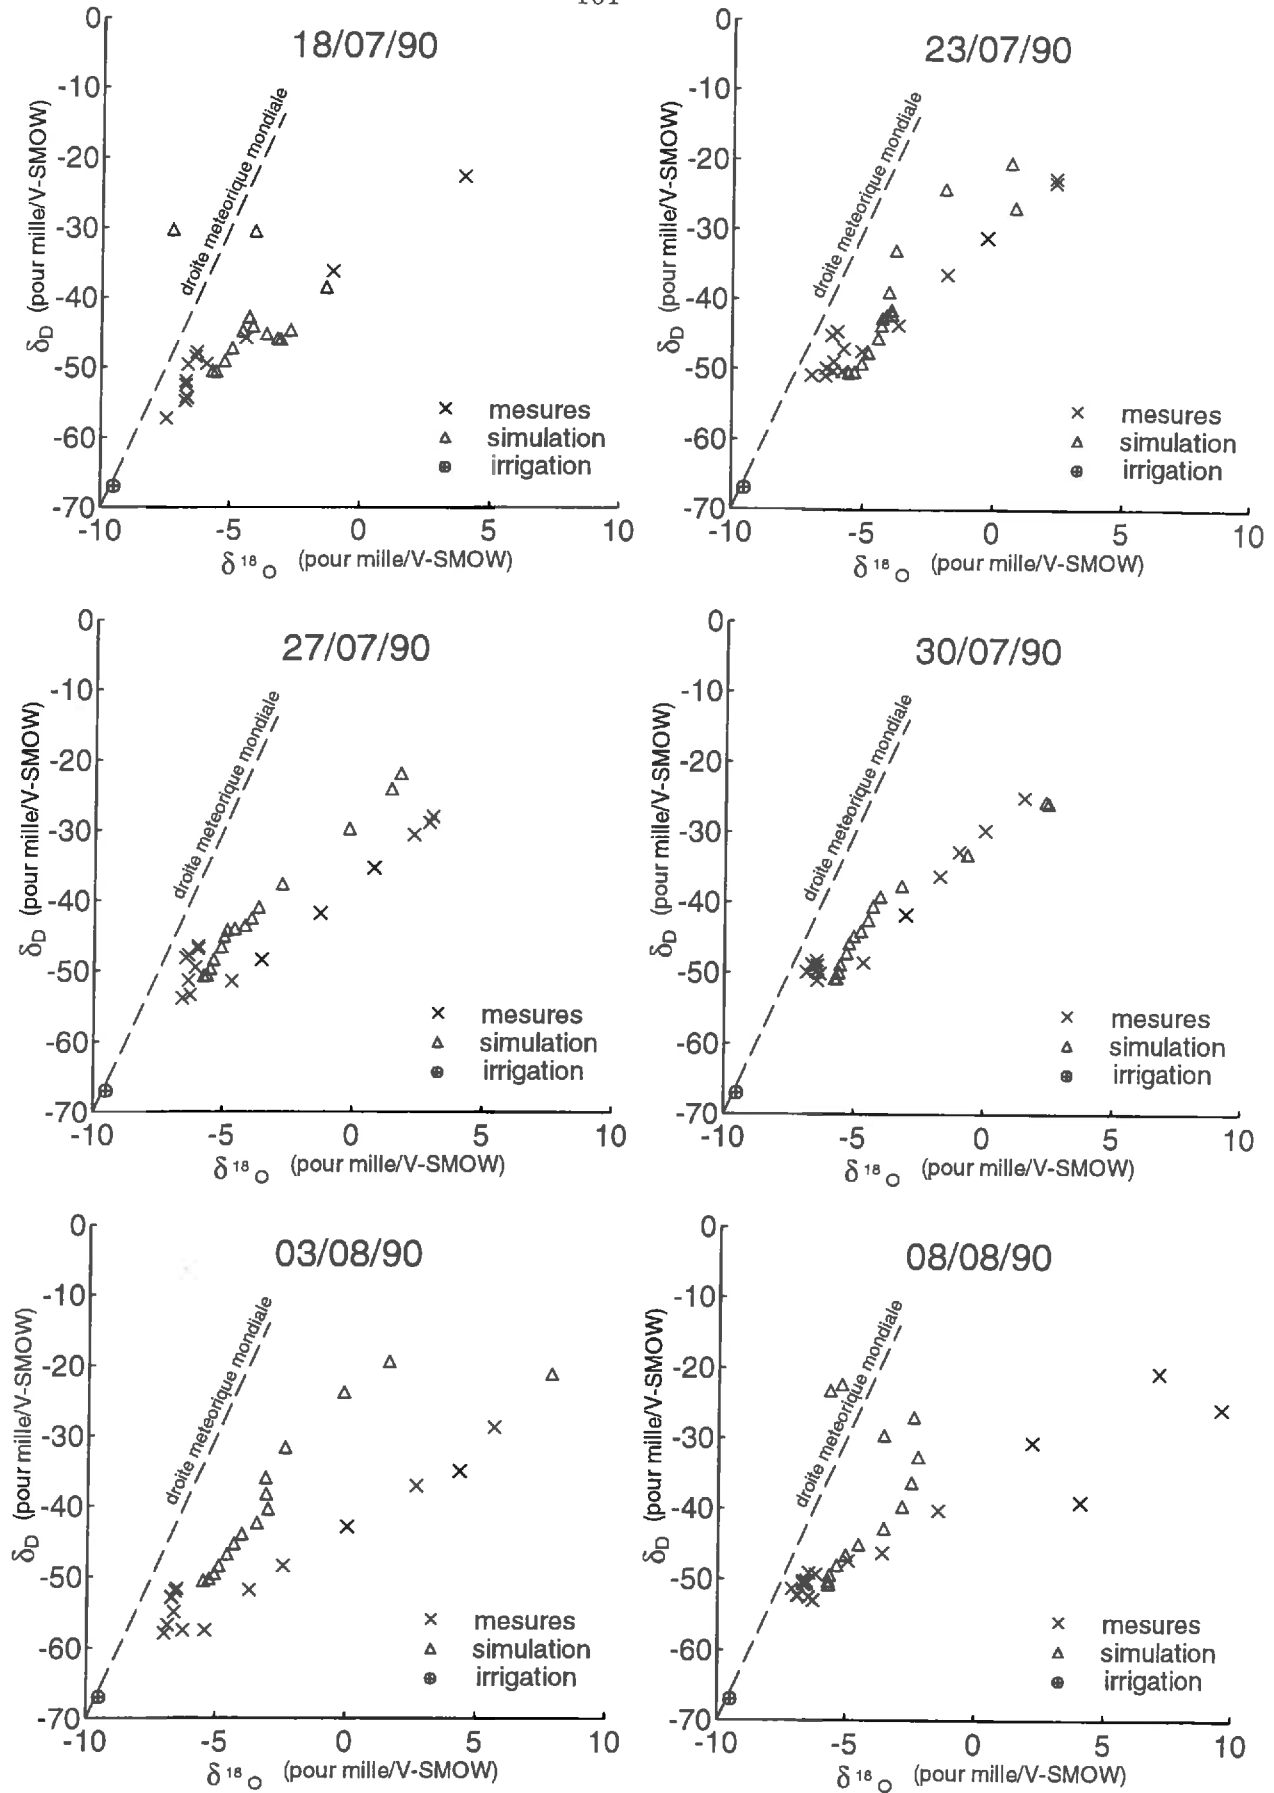 18/07/90
0
-10
-20
-30
-40
-50
-60
-70
δD (pour mille/V-SMOW)
droite meteorique mondiale
× mesures
△ simulation
⊕ irrigation
-10 -5 0 5 10
δ 18 O (pour mille/V-SMOW)
23/07/90
0
-10
-20
-30
-40
-50
-60
-70
δD (pour mille/V-SMOW)
droite meteorique mondiale
× mesures
△ simulation
⊕ irrigation
-10 -5 0 5 10
δ 18 O (pour mille/V-SMOW)
27/07/90
0
-10
-20
-30
-40
-50
-60
-70
δD (pour mille/V-SMOW)
droite meteorique mondiale
× mesures
△ simulation
⊕ irrigation
-10 -5 0 5 10
δ 18 O (pour mille/V-SMOW)
30/07/90
0
-10
-20
-30
-40
-50
-60
-70
δD (pour mille/V-SMOW)
droite meteorique mondiale
× mesures
△ simulation
⊕ irrigation
-10 -5 0 5 10
δ 18 O (pour mille/V-SMOW)
03/08/90
0
-10
-20
-30
-40
-50
-60
-70
δD (pour mille/V-SMOW)
droite meteorique mondiale
× mesures
△ simulation
⊕ irrigation
-10 -5 0 5 10
δ 18 O (pour mille/V-SMOW)
08/08/90
0
-10
-20
-30
-40
-50
-60
-70
δD (pour mille/V-SMOW)
droite meteorique mondiale
× mesures
△ simulation
⊕ irrigation
-10 -5 0 5 10
δ 18 O (pour mille/V-SMOW)